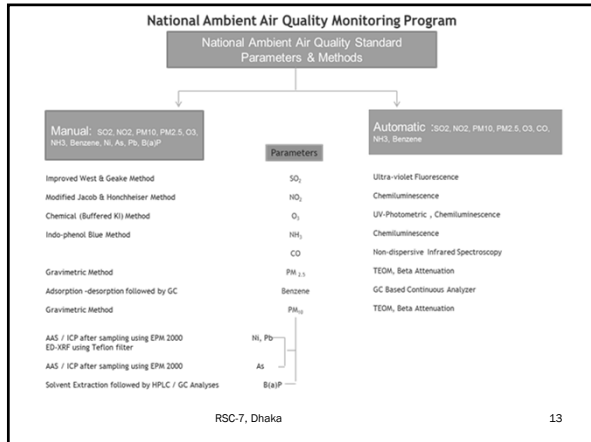 National Ambient Air Quality Monitoring Program
National Ambient Air Quality Standard
Parameters & Methods
Manual: SO2, NO2, PM10, PM2.5, O3,
NH3, Benzene, Ni, As, Pb, B(a)P
Automatic :SO2, NO2, PM10, PM2.5, O3, CO,
NH3, Benzene
Parameters
Improved West & Geake Method SO₂ Ultra-violet Fluorescence
Modified Jacob & Honchheiser Method NO₂ Chemiluminescence
Chemical (Buffered KI) Method O₃ UV-Photometric , Chemiluminescence
Indo-phenol Blue Method NH₃ Chemiluminescence
CO Non-dispersive Infrared Spectroscopy
Gravimetric Method PM 2.5 TEOM, Beta Attenuation
Adsorption -desorption followed by GC Benzene GC Based Continuous Analyzer
Gravimetric Method PM₁₀ TEOM, Beta Attenuation
AAS / ICP after sampling using EPM 2000 Ni, Pb
ED-XRF using Teflon filter
AAS / ICP after sampling using EPM 2000 As
Solvent Extraction followed by HPLC / GC Analyses B(a)P
RSC-7, Dhaka 13